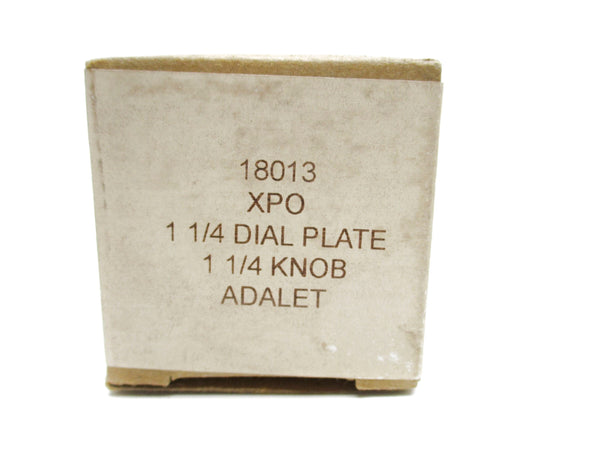 18013
XPO
1 1/4 DIAL PLATE
1 1/4 KNOB
ADALET